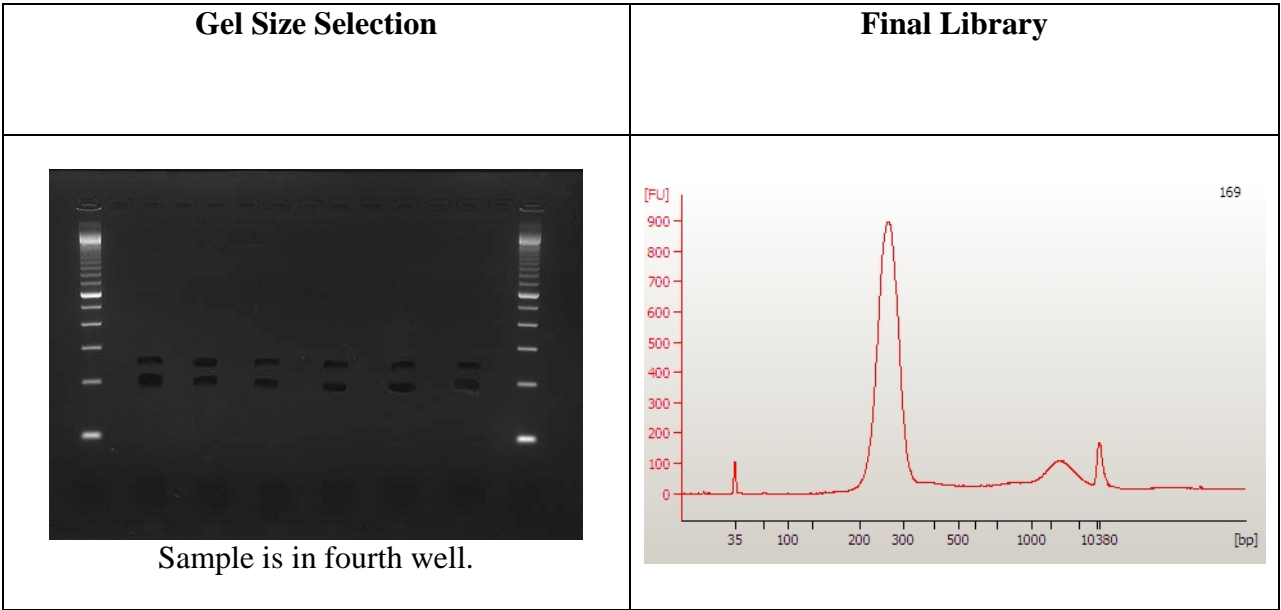 Gel Size Selection
Final Library
[FU]
169
900
800
700
600
500
400
300
200
100
0
35 100 200 300 500 1000 10380 [bp]
Sample is in fourth well.